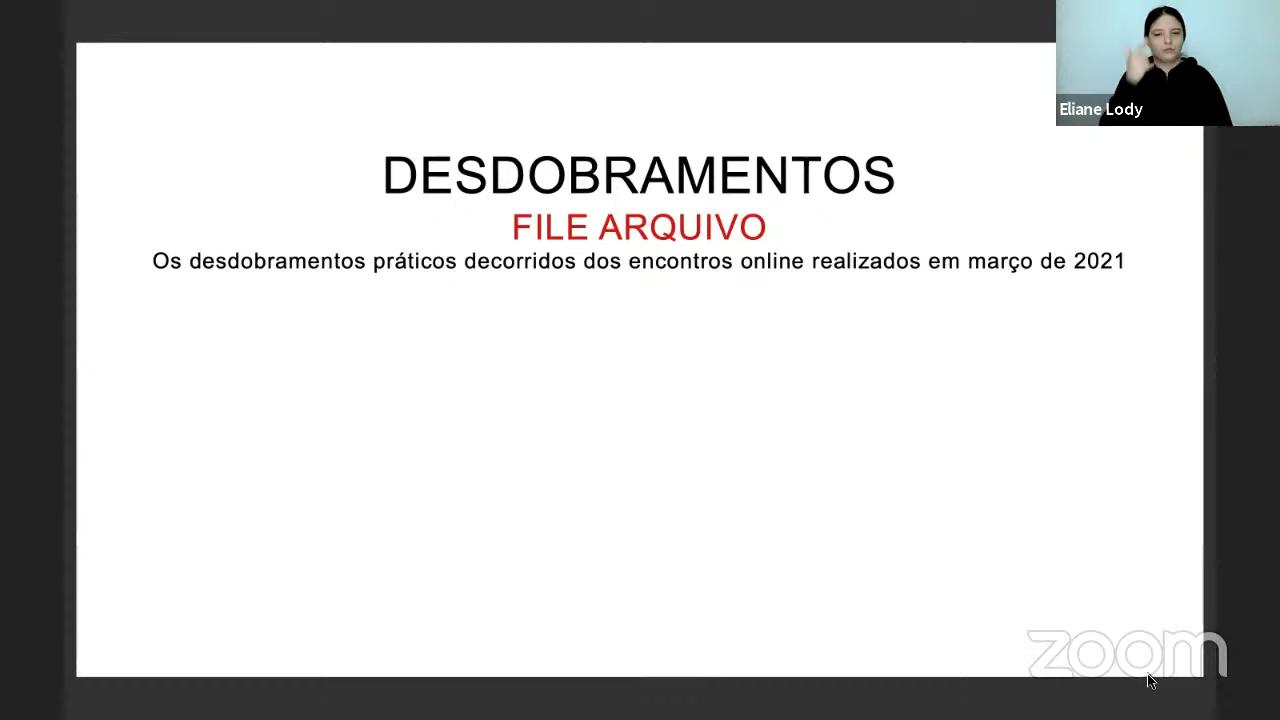 Eliane Lody
DESDOBRAMENTOS
FILE ARQUIVO
Os desdobramentos práticos decorridos dos encontros online realizados em março de 2021
zoom